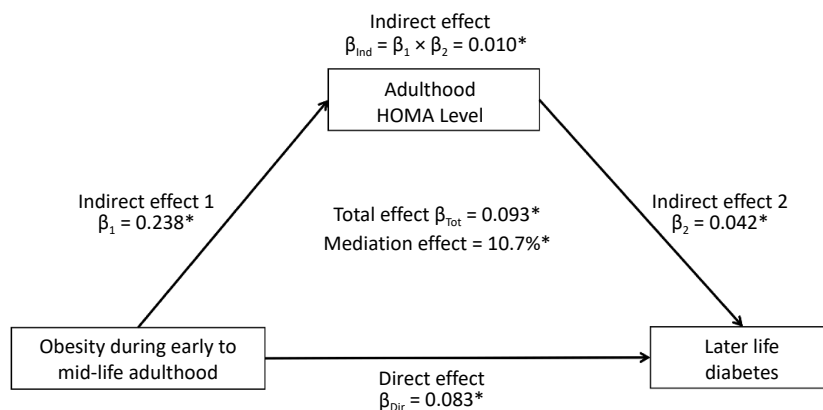 Indirect effect
β_Ind = β_1 × β_2 = 0.010*
Adulthood
HOMA Level
Indirect effect 1
β_1 = 0.238*
Total effect β_Tot = 0.093*
Mediation effect = 10.7%*
Indirect effect 2
β_2 = 0.042*
Obesity during early to
mid-life adulthood
Later life
diabetes
Direct effect
β_Dir = 0.083*